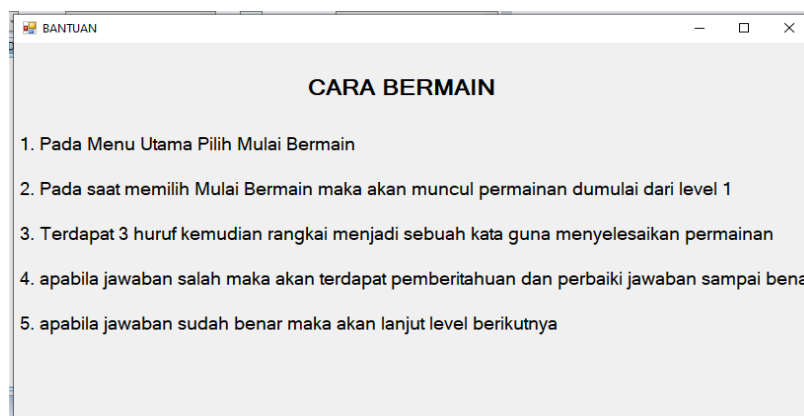 BANTUAN
CARA BERMAIN
1. Pada Menu Utama Pilih Mulai Bermain
2. Pada saat memilih Mulai Bermain maka akan muncul permainan dumulai dari level 1
3. Terdapat 3 huruf kemudian rangkai menjadi sebuah kata guna menyelesaikan permainan
4. apabila jawaban salah maka akan terdapat pemberitahuan dan perbaiki jawaban sampai bena
5. apabila jawaban sudah benar maka akan lanjut level berikutnya